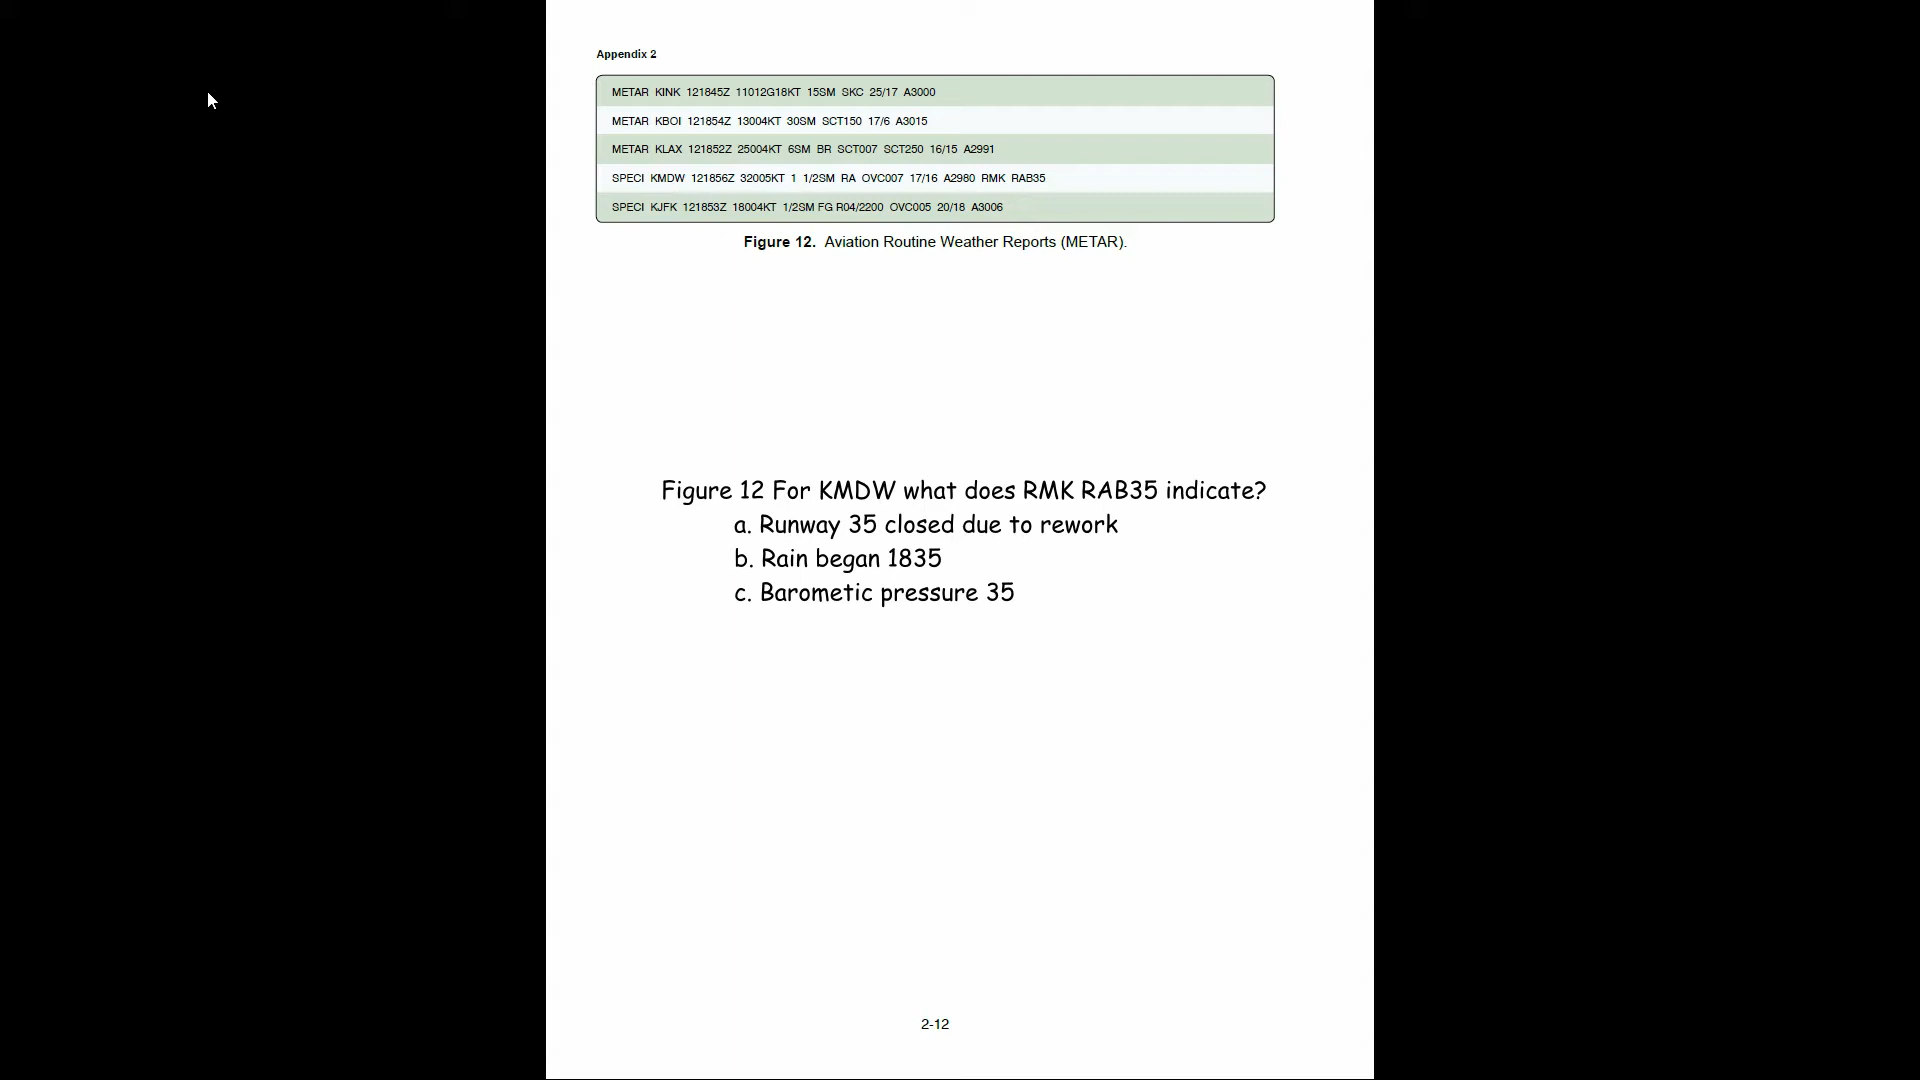 Appendix 2
METAR KINK 121845Z 11012G18KT 15SM SKC 25/17 A3000
METAR KBOI 121854Z 13004KT 30SM SCT150 17/6 A3015
METAR KLAX 121852Z 25004KT 6SM BR SCT007 SCT250 16/15 A2991
SPECI KMDW 121856Z 32005KT 1 1/2SM RA OVC007 17/16 A2980 RMK RAB35
SPECI KJFK 121853Z 18004KT 1/2SM FG R04/2200 OVC005 20/18 A3006
Figure 12. Aviation Routine Weather Reports (METAR).
Figure 12 For KMDW what does RMK RAB35 indicate?
a. Runway 35 closed due to rework
b. Rain began 1835
c. Barometic pressure 35
2-12